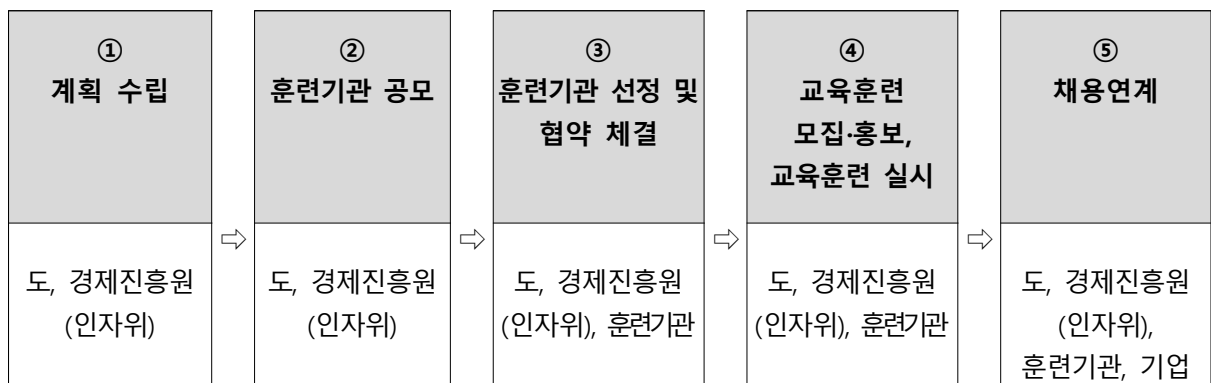 ①
계획 수립
도, 경제진흥원
(인자위)
⇨
②
훈련기관 공모
도, 경제진흥원
(인자위)
⇨
③
훈련기관 선정 및
협약 체결
도, 경제진흥원
(인자위), 훈련기관
⇨
④
교육훈련
모집·홍보,
교육훈련 실시
도, 경제진흥원
(인자위), 훈련기관
⇨
⑤
채용연계
도, 경제진흥원
(인자위),
훈련기관, 기업